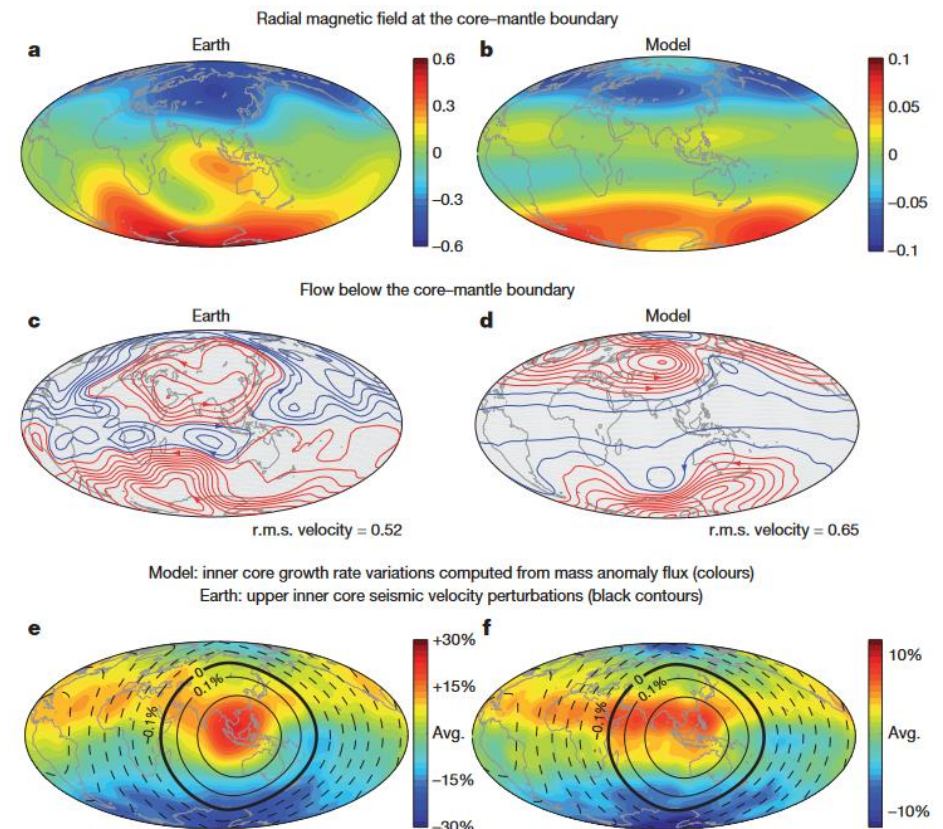 Radial magnetic field at the core–mantle boundary
a
Earth
b
Model
0.6
0.3
0
–0.3
–0.6
0.1
0.05
0
–0.05
–0.1
Flow below the core–mantle boundary
c
Earth
d
Model
r.m.s. velocity = 0.52
r.m.s. velocity = 0.65
Model: inner core growth rate variations computed from mass anomaly flux (colours)
Earth: upper inner core seismic velocity perturbations (black contours)
e
f
0
0.1%
–0.1%
+30%
+15%
Avg.
–15%
–30%
0
0.1%
–0.1%
10%
Avg.
–10%